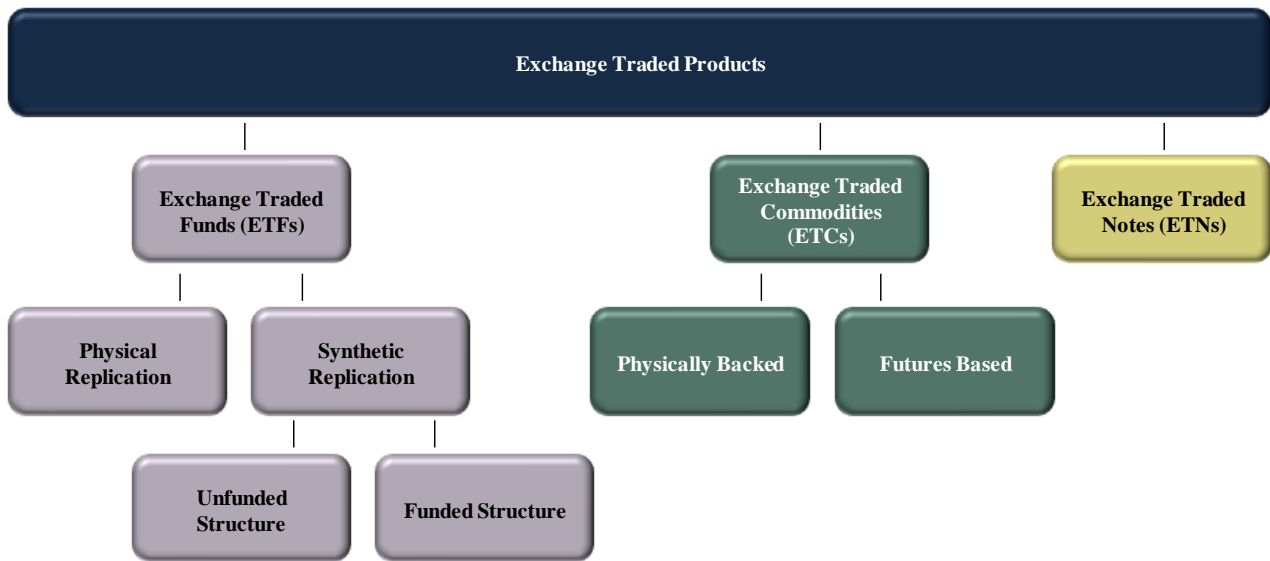 Exchange Traded Products
Exchange Traded
Funds (ETFs)
Exchange Traded
Commodities
(ETCs)
Exchange Traded
Notes (ETNs)
Physical
Replication
Synthetic
Replication
Physically Backed
Futures Based
Unfunded
Structure
Funded Structure